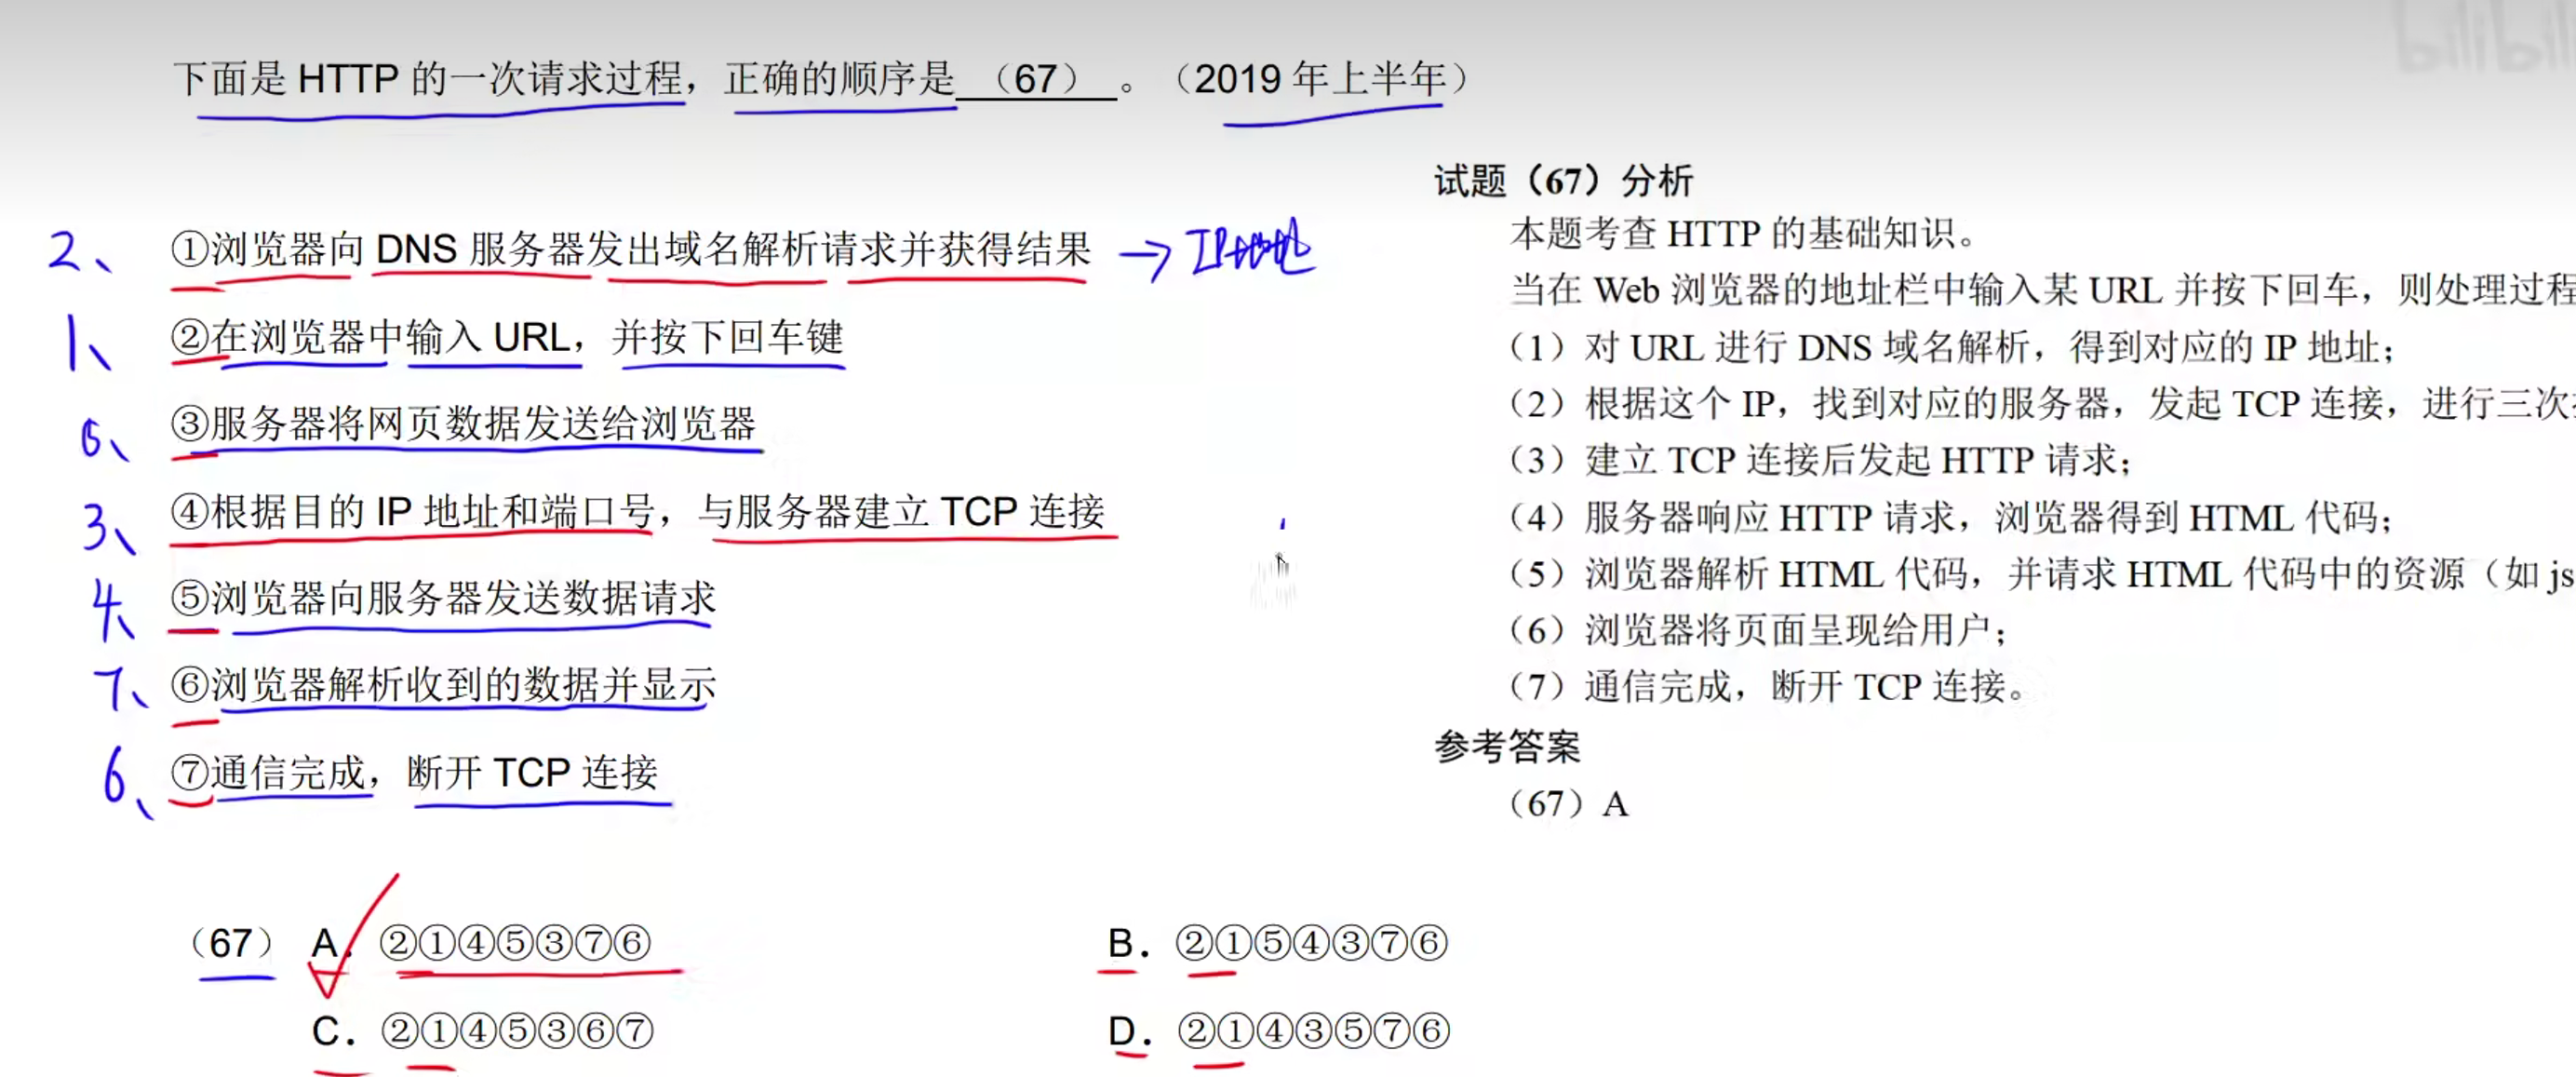 bilibili
下面是 HTTP 的一次请求过程，正确的顺序是 （67） 。（2019 年上半年）
2、 ①浏览器向 DNS 服务器发出域名解析请求并获得结果 → IP地址
1、 ②在浏览器中输入 URL，并按下回车键
5、 ③服务器将网页数据发送给浏览器
3、 ④根据目的 IP 地址和端口号，与服务器建立 TCP 连接
4、 ⑤浏览器向服务器发送数据请求
7、 ⑥浏览器解析收到的数据并显示
6、 ⑦通信完成，断开 TCP 连接
（67） A. ②①④⑤③⑦⑥ B. ②①⑤④③⑦⑥
C. ②①④⑤③⑥⑦ D. ②①④③⑤⑦⑥
试题（67）分析
本题考查 HTTP 的基础知识。
当在 Web 浏览器的地址栏中输入某 URL 并按下回车，则处理过程
（1）对 URL 进行 DNS 域名解析，得到对应的 IP 地址；
（2）根据这个 IP，找到对应的服务器，发起 TCP 连接，进行三次
（3）建立 TCP 连接后发起 HTTP 请求；
（4）服务器响应 HTTP 请求，浏览器得到 HTML 代码；
（5）浏览器解析 HTML 代码，并请求 HTML 代码中的资源（如 js
（6）浏览器将页面呈现给用户；
（7）通信完成，断开 TCP 连接。
参考答案
（67）A